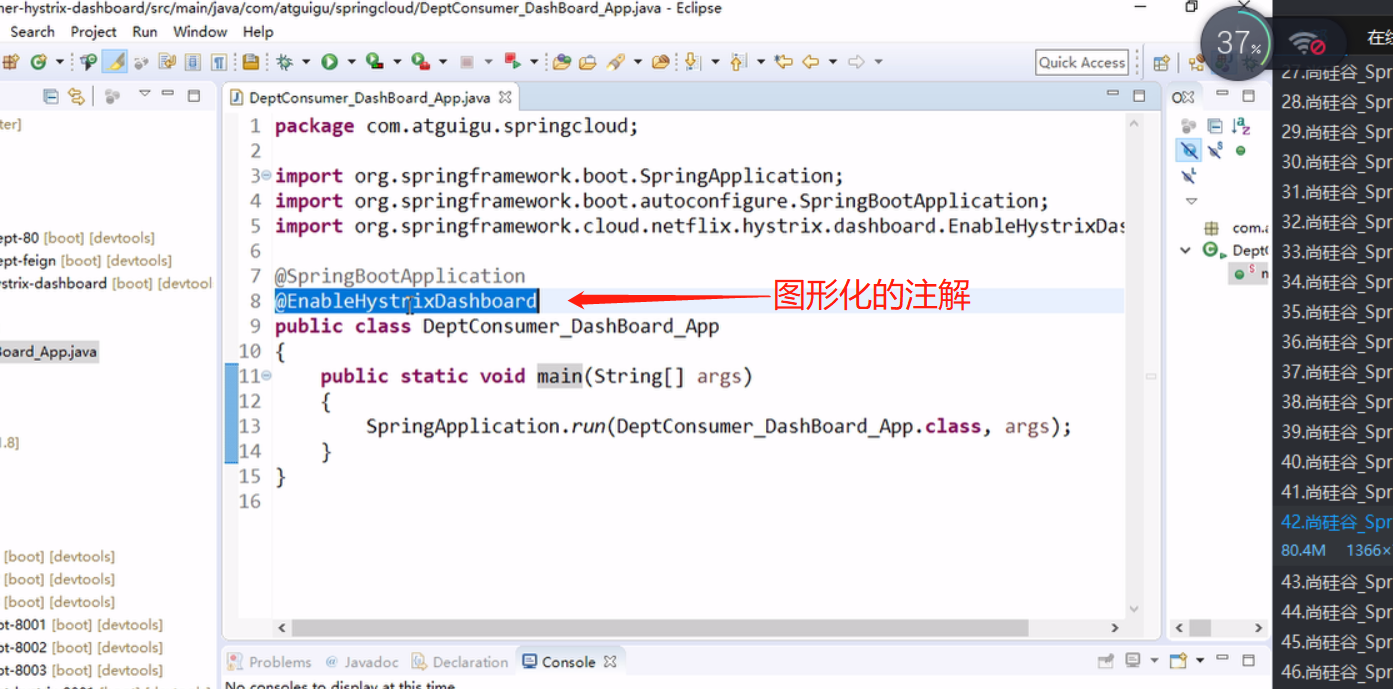 ner-hystrix-dashboard/src/main/java/com/atguigu/springcloud/DeptConsumer_DashBoard_App.java - Eclipse
Search Project Run Window Help
37%
在线
Quick Access
ter]
ept-80 [boot] [devtools]
ept-feign [boot] [devtools]
ystrix-dashboard [boot] [devtool
Board_App.java
1.8]
[boot] [devtools]
[boot] [devtools]
[boot] [devtools]
pt-8001 [boot] [devtools]
pt-8002 [boot] [devtools]
pt-8003 [boot] [devtools]
DeptConsumer_DashBoard_App.java
1 package com.atguigu.springcloud;
2
3 import org.springframework.boot.SpringApplication;
4 import org.springframework.boot.autoconfigure.SpringBootApplication;
5 import org.springframework.cloud.netflix.hystrix.dashboard.EnableHystrixDas
6
7 @SpringBootApplication
8 @EnableHystrixDashboard
图形化的注解
9 public class DeptConsumer_DashBoard_App
10 {
11 public static void main(String[] args)
12 {
13 SpringApplication.run(DeptConsumer_DashBoard_App.class, args);
14 }
15 }
16
Problems Javadoc Declaration Console
No consoles to display at this time.
com.a
Dept
27.尚硅谷_Spr
28.尚硅谷_Spr
29.尚硅谷_Spr
30.尚硅谷_Spr
31.尚硅谷_Spr
32.尚硅谷_Spr
33.尚硅谷_Spr
34.尚硅谷_Spr
35.尚硅谷_Spr
36.尚硅谷_Spr
37.尚硅谷_Spr
38.尚硅谷_Spr
39.尚硅谷_Spr
40.尚硅谷_Spr
41.尚硅谷_Spr
42.尚硅谷_Spr
80.4M 1366×
43.尚硅谷_Spr
44.尚硅谷_Spr
45.尚硅谷_Spr
46.尚硅谷_Spr